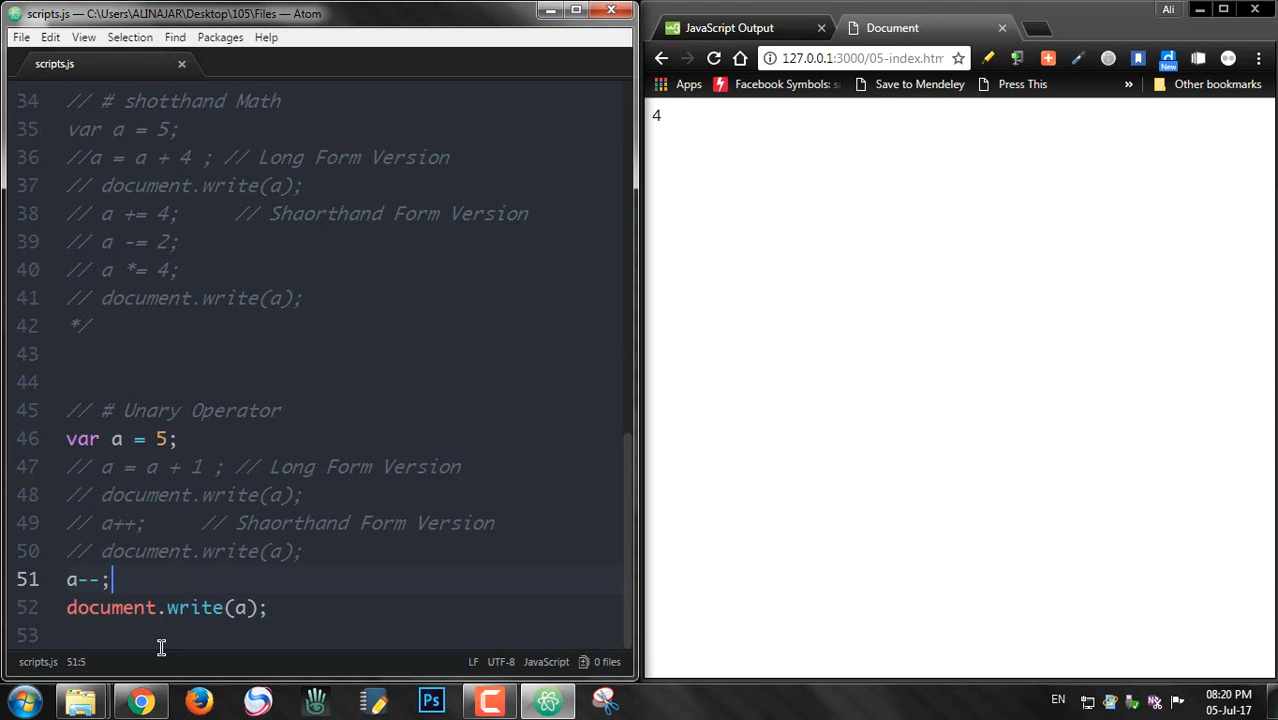 scripts.js — C:\Users\ALINAJAR\Desktop\105\Files — Atom
File Edit View Selection Find Packages Help
scripts.js
34 // # shotthand Math
35 var a = 5;
36 //a = a + 4 ; // Long Form Version
37 // document.write(a);
38 // a += 4; // Shaorthand Form Version
39 // a -= 2;
40 // a *= 4;
41 // document.write(a);
42 */
43
44
45 // # Unary Operator
46 var a = 5;
47 // a = a + 1 ; // Long Form Version
48 // document.write(a);
49 // a++; // Shaorthand Form Version
50 // document.write(a);
51 a--;
52 document.write(a);
53
scripts.js 51:5 LF UTF-8 JavaScript 0 files
Ali
w3 JavaScript Output Document
127.0.0.1:3000/05-index.htm
New
Apps Facebook Symbols: Save to Mendeley Press This » Other bookmarks
4
Ps
EN 08:20 PM
05-Jul-17